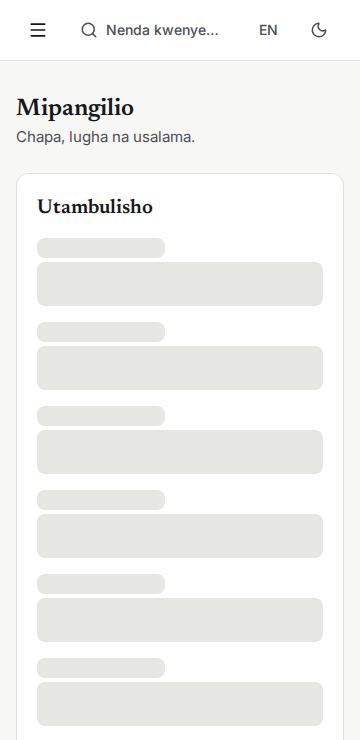 Nenda kwenye...
EN
Mipangilio
Chapa, lugha na usalama.
Utambulisho